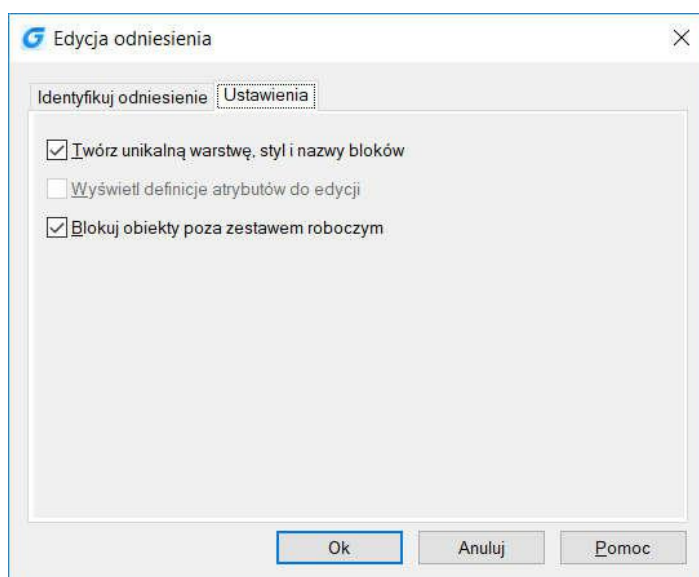 Edycja odniesienia
Identyfikuj odniesienie Ustawienia
Twórz unikalną warstwę, styl i nazwy bloków
Wyświetl definicje atrybutów do edycji
Blokuj obiekty poza zestawem roboczym
Ok Anuluj Pomoc